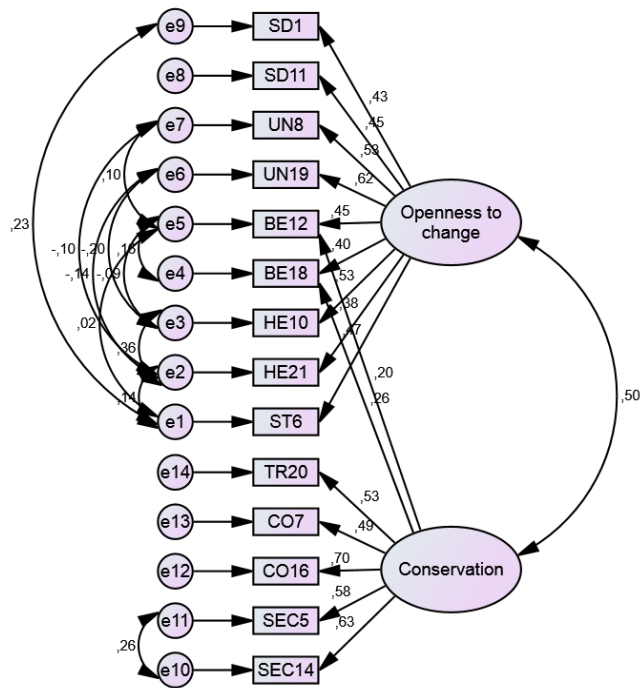 e9
SD1
e8
SD11
,43
,45
e7
UN8
,53
e6
UN19
,62
,10
Openness to
change
e5
BE12
,45
,23
,40
-,10
-,20
-,14
-,09
e4
BE18
,53
e3
HE10
,38
,02
,47
,36
e2
HE21
,20
,26
,14
,50
e1
ST6
e14
TR20
,53
e13
CO7
,49
e12
CO16
,70
Conservation
,58
e11
SEC5
,63
,26
e10
SEC14